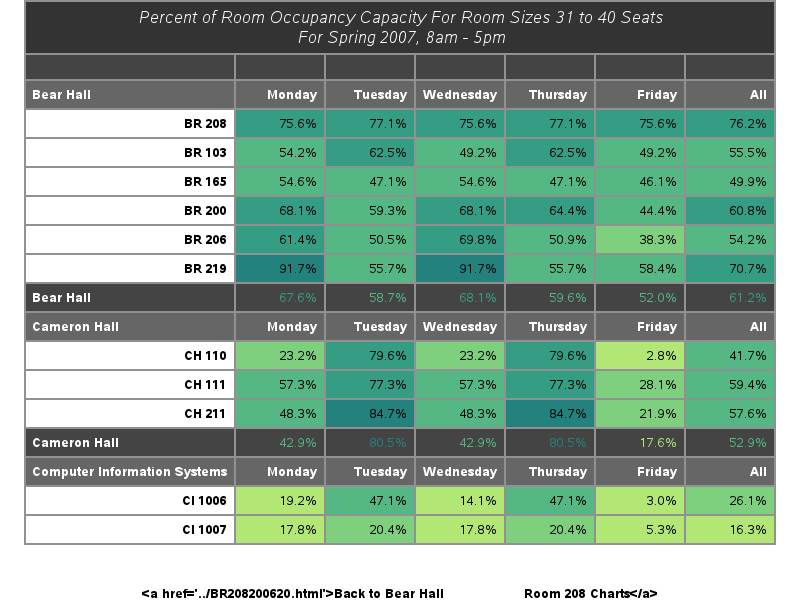 Percent of Room Occupancy Capacity For Room Sizes 31 to 40 Seats
For Spring 2007, 8am - 5pm
Bear Hall Monday Tuesday Wednesday Thursday Friday All
BR 208 75.6% 77.1% 75.6% 77.1% 75.6% 76.2%
BR 103 54.2% 62.5% 49.2% 62.5% 49.2% 55.5%
BR 165 54.6% 47.1% 54.6% 47.1% 46.1% 49.9%
BR 200 68.1% 59.3% 68.1% 64.4% 44.4% 60.8%
BR 206 61.4% 50.5% 69.8% 50.9% 38.3% 54.2%
BR 219 91.7% 55.7% 91.7% 55.7% 58.4% 70.7%
Bear Hall 67.6% 58.7% 68.1% 59.6% 52.0% 61.2%
Cameron Hall Monday Tuesday Wednesday Thursday Friday All
CH 110 23.2% 79.6% 23.2% 79.6% 2.8% 41.7%
CH 111 57.3% 77.3% 57.3% 77.3% 28.1% 59.4%
CH 211 48.3% 84.7% 48.3% 84.7% 21.9% 57.6%
Cameron Hall 42.9% 80.5% 42.9% 80.5% 17.6% 52.9%
Computer Information Systems Monday Tuesday Wednesday Thursday Friday All
CI 1006 19.2% 47.1% 14.1% 47.1% 3.0% 26.1%
CI 1007 17.8% 20.4% 17.8% 20.4% 5.3% 16.3%
<a href='../BR208200620.html'>Back to Bear Hall Room 208 Charts</a>